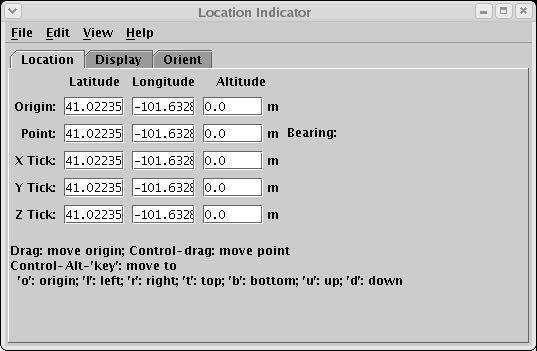 Location Indicator
File Edit View Help
Location Display Orient
Latitude Longitude Altitude
Origin: 41.02235 -101.6328 0.0 m
Point: 41.02235 -101.6328 0.0 m Bearing:
X Tick: 41.02235 -101.6328 0.0 m
Y Tick: 41.02235 -101.6328 0.0 m
Z Tick: 41.02235 -101.6328 0.0 m
Drag: move origin; Control-drag: move point
Control-Alt-'key': move to
'o': origin; 'l': left; 'r': right; 't': top; 'b': bottom; 'u': up; 'd': down